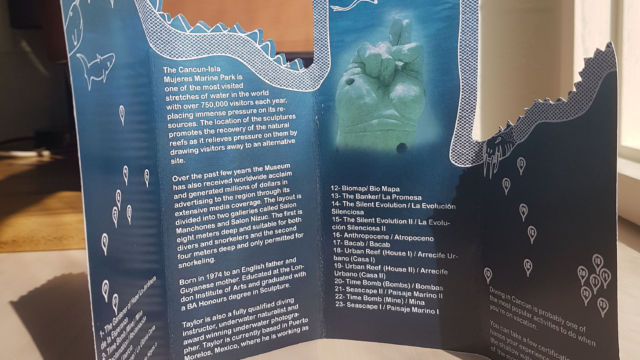 The Cancun-Isla
Mujeres Marine Park is
one of the most visited
stretches of water in the world
with over 750,000 visitors each year,
placing immense pressure on its re-
sources. The location of the sculptures
promotes the recovery of the natural
reefs as it relieves pressure on them by
drawing visitors away to an alternative
site.
Over the past few years the Museum
has also received worldwide acclaim
and generated millions of dollars in
advertising to the region through its
extensive media coverage. The layout is
divided into two galleries called Salon
Manchones and Salon Nizuc. The first is
eight meters deep and suitable for both
divers and snorkelers and the second
four meters deep and only permitted for
snorkeling.
Born in 1974 to an English father and
Guyanese mother. Educated at the Lon-
don Institute of Arts and graduated with
a BA Honours degree in Sculpture.
Taylor is also a fully qualified diving
instructor, underwater naturalist and
award winning underwater photogra-
pher. Taylor is currently based in Puerto
Morelos, Mexico, where he is working as
12- Biomap/ Bio Mapa
13- The Banker/ La Promesa
14- The Silent Evolution / La Evolución
Silenciosa
15- The Silent Evolution II / La Evolu-
ción Silenciosa II
16- Anthropocene / Atropoceno
17- Bacab / Bacab
18- Urban Reef (House I) / Arrecife Ur-
bano (Casa I)
19- Urban Reef (House II) / Arrecife
Urbano (Casa II)
20- Time Bomb (Bombs) / Bombas
21- Seascape II / Paisaje Marino II
22- Time Bomb (Mine) / Mina
23- Seascape I / Paisaje Marino I
Diving in Cancun is probably one of
the most popular activities to do when
you're on vacation.
You can take a few certification